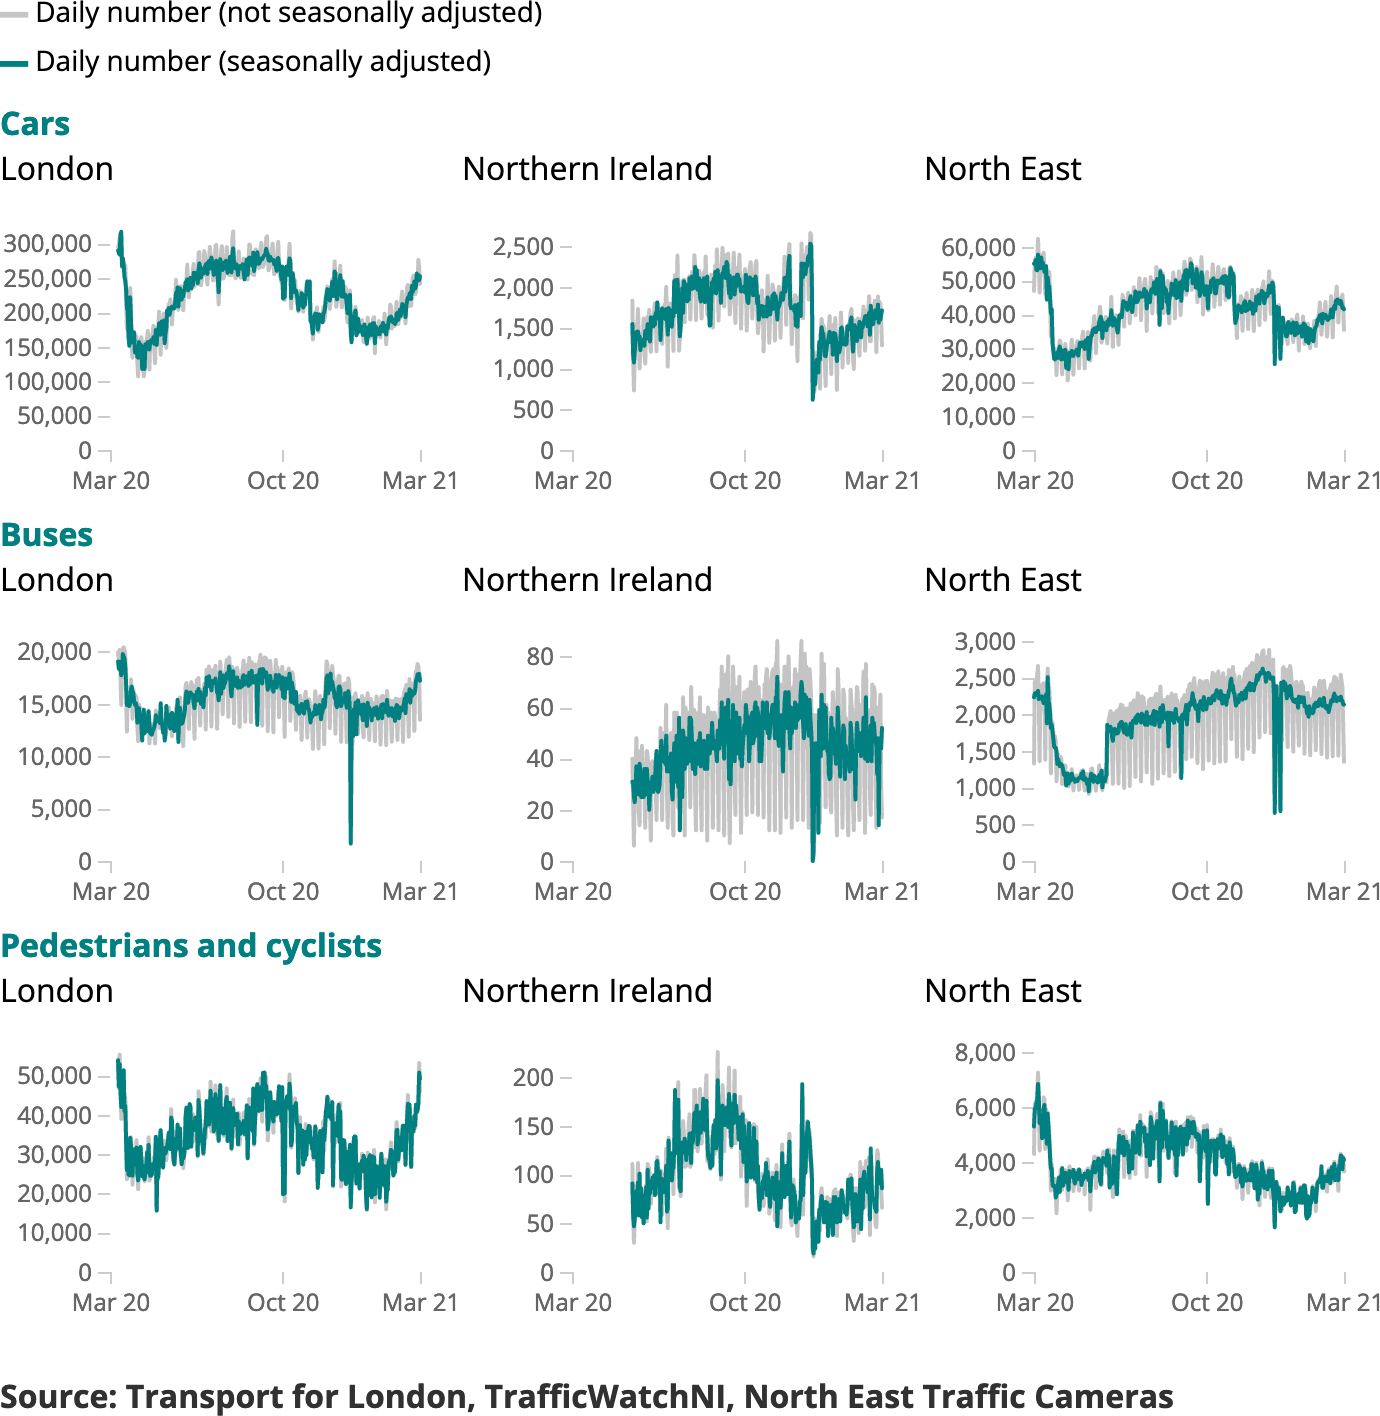 Daily number (not seasonally adjusted)
Daily number (seasonally adjusted)
Cars
London
Northern Ireland
North East
300,000
250,000
200,000
150,000
100,000
50,000
0
Mar 20
Oct 20
Mar 21
2,500
2,000
1,500
1,000
500
0
Mar 20
Oct 20
Mar 21
60,000
50,000
40,000
30,000
20,000
10,000
0
Mar 20
Oct 20
Mar 21
Buses
London
Northern Ireland
North East
20,000
15,000
10,000
5,000
0
Mar 20
Oct 20
Mar 21
80
60
40
20
0
Mar 20
Oct 20
Mar 21
3,000
2,500
2,000
1,500
1,000
500
0
Mar 20
Oct 20
Mar 21
Pedestrians and cyclists
London
Northern Ireland
North East
50,000
40,000
30,000
20,000
10,000
0
Mar 20
Oct 20
Mar 21
200
150
100
50
0
Mar 20
Oct 20
Mar 21
8,000
6,000
4,000
2,000
0
Mar 20
Oct 20
Mar 21
Source: Transport for London, TrafficWatchNI, North East Traffic Cameras